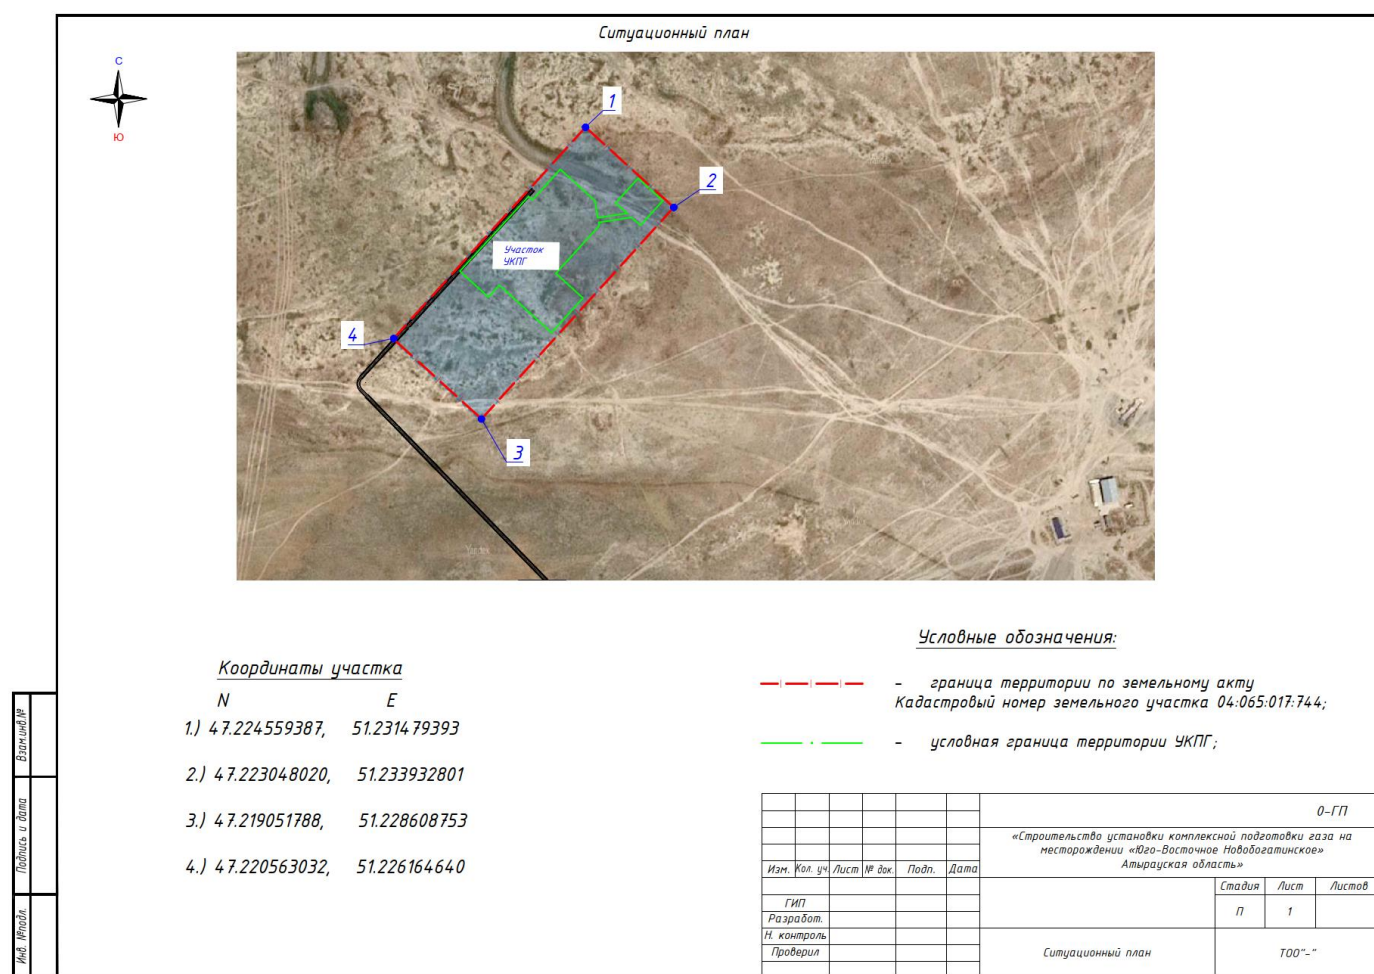 Ситуационный план
С
Ю
1
2
Участок
УКПГ
4
3
Yandex
Условные обозначения:
- граница территории по земельному акту
Кадастровый номер земельного участка 04:065:017:744;
- условная граница территории УКПГ;
Координаты участка
N E
1.) 47.224559387, 51.231479393
2.) 47.223048020, 51.233932801
3.) 47.219051788, 51.228608753
4.) 47.220563032, 51.226164640
Взам.инв.№
Подпись и дата
Инв. №подл.
0-ГП
«Строительство установки комплексной подготовки газа на
месторождении «Юго-Восточное Новобогатинское»
Атырауская область»
Изм. Кол. уч. Лист № док. Подп. Дата
Стадия Лист Листов
ГИП
П 1
Разработ.
Н. контроль
Проверил
Ситуационный план
ТОО"-"